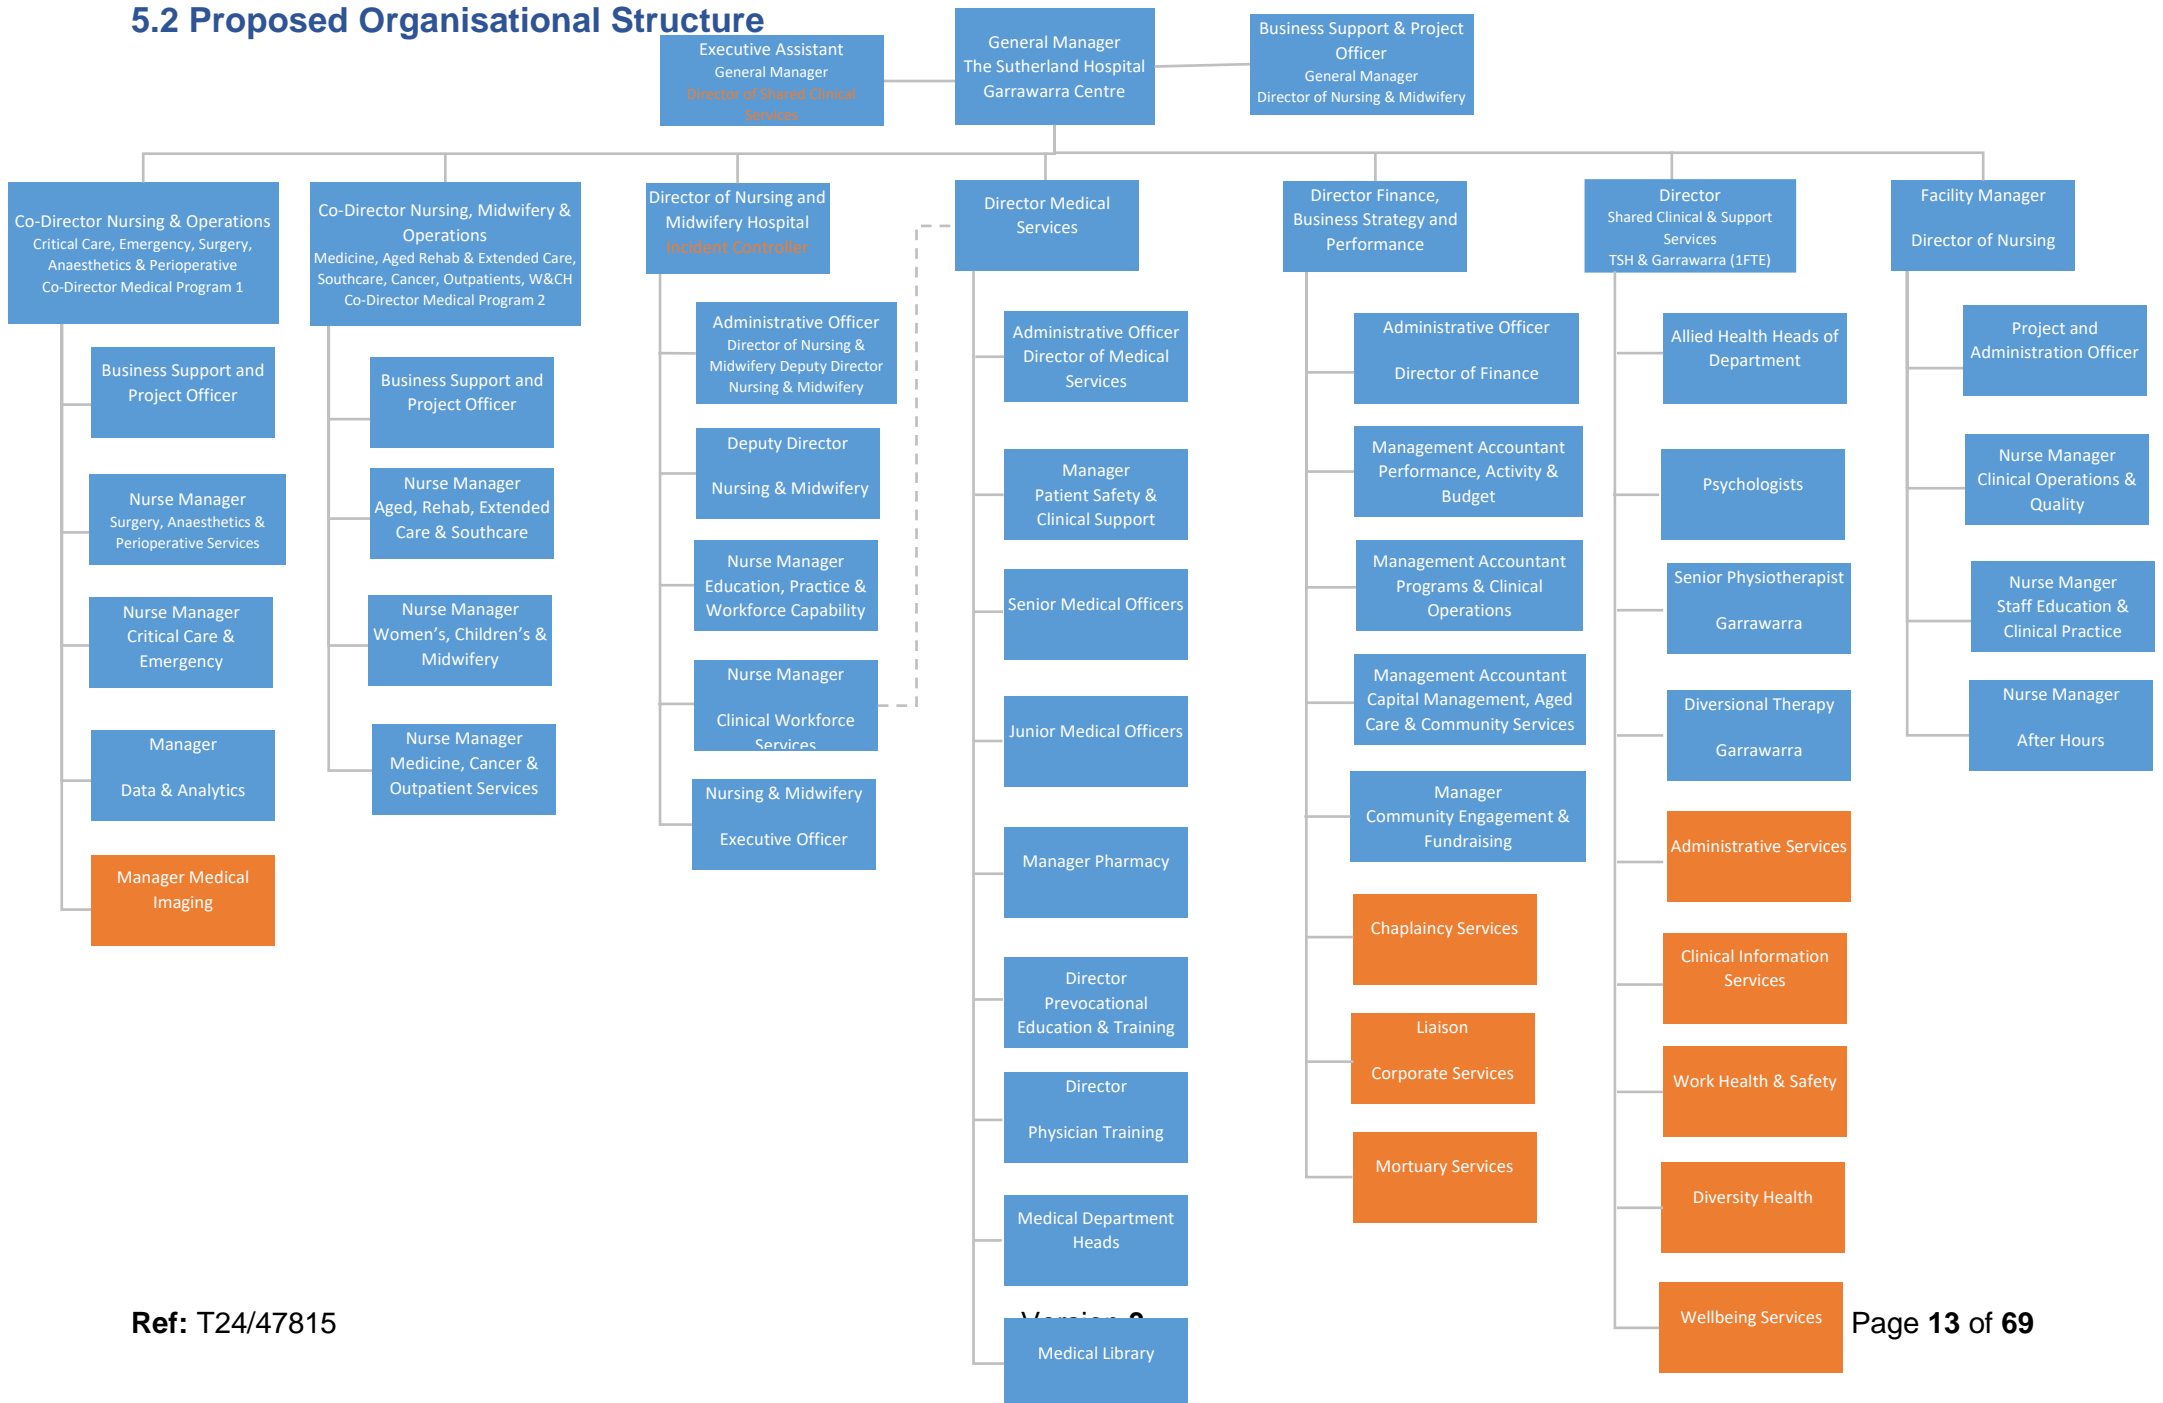 5.2 Proposed Organisational Structure
Executive Assistant
General Manager
Director of Shared Clinical
Services
General Manager
The Sutherland Hospital
Garrawarra Centre
Business Support & Project
Officer
General Manager
Director of Nursing & Midwifery
Co-Director Nursing & Operations
Critical Care, Emergency, Surgery,
Anaesthetics & Perioperative
Co-Director Medical Program 1
Business Support and
Project Officer
Nurse Manager
Surgery, Anaesthetics &
Perioperative Services
Nurse Manager
Critical Care &
Emergency
Manager
Data & Analytics
Manager Medical
Imaging
Co-Director Nursing, Midwifery &
Operations
Medicine, Aged Rehab & Extended Care,
Southcare, Cancer, Outpatients, W&CH
Co-Director Medical Program 2
Business Support and
Project Officer
Nurse Manager
Aged, Rehab, Extended
Care & Southcare
Nurse Manager
Women’s, Children’s &
Midwifery
Nurse Manager
Medicine, Cancer &
Outpatient Services
Director of Nursing and
Midwifery Hospital
Incident Controller
Administrative Officer
Director of Nursing &
Midwifery Deputy Director
Nursing & Midwifery
Deputy Director
Nursing & Midwifery
Nurse Manager
Education, Practice &
Workforce Capability
Nurse Manager
Clinical Workforce
Services
Nursing & Midwifery
Executive Officer
Director Medical
Services
Administrative Officer
Director of Medical
Services
Manager
Patient Safety &
Clinical Support
Senior Medical Officers
Junior Medical Officers
Manager Pharmacy
Director
Prevocational
Education & Training
Director
Physician Training
Medical Department
Heads
Medical Library
Director Finance,
Business Strategy and
Performance
Administrative Officer
Director of Finance
Management Accountant
Performance, Activity &
Budget
Management Accountant
Programs & Clinical
Operations
Management Accountant
Capital Management, Aged
Care & Community Services
Manager
Community Engagement &
Fundraising
Chaplaincy Services
Liaison
Corporate Services
Mortuary Services
Director
Shared Clinical & Support
Services
TSH & Garrawarra (1FTE)
Allied Health Heads of
Department
Psychologists
Senior Physiotherapist
Garrawarra
Diversional Therapy
Garrawarra
Administrative Services
Clinical Information
Services
Work Health & Safety
Diversity Health
Wellbeing Services
Facility Manager
Director of Nursing
Project and
Administration Officer
Nurse Manager
Clinical Operations &
Quality
Nurse Manger
Staff Education &
Clinical Practice
Nurse Manager
After Hours
Ref: T24/47815
Version
Page 13 of 69